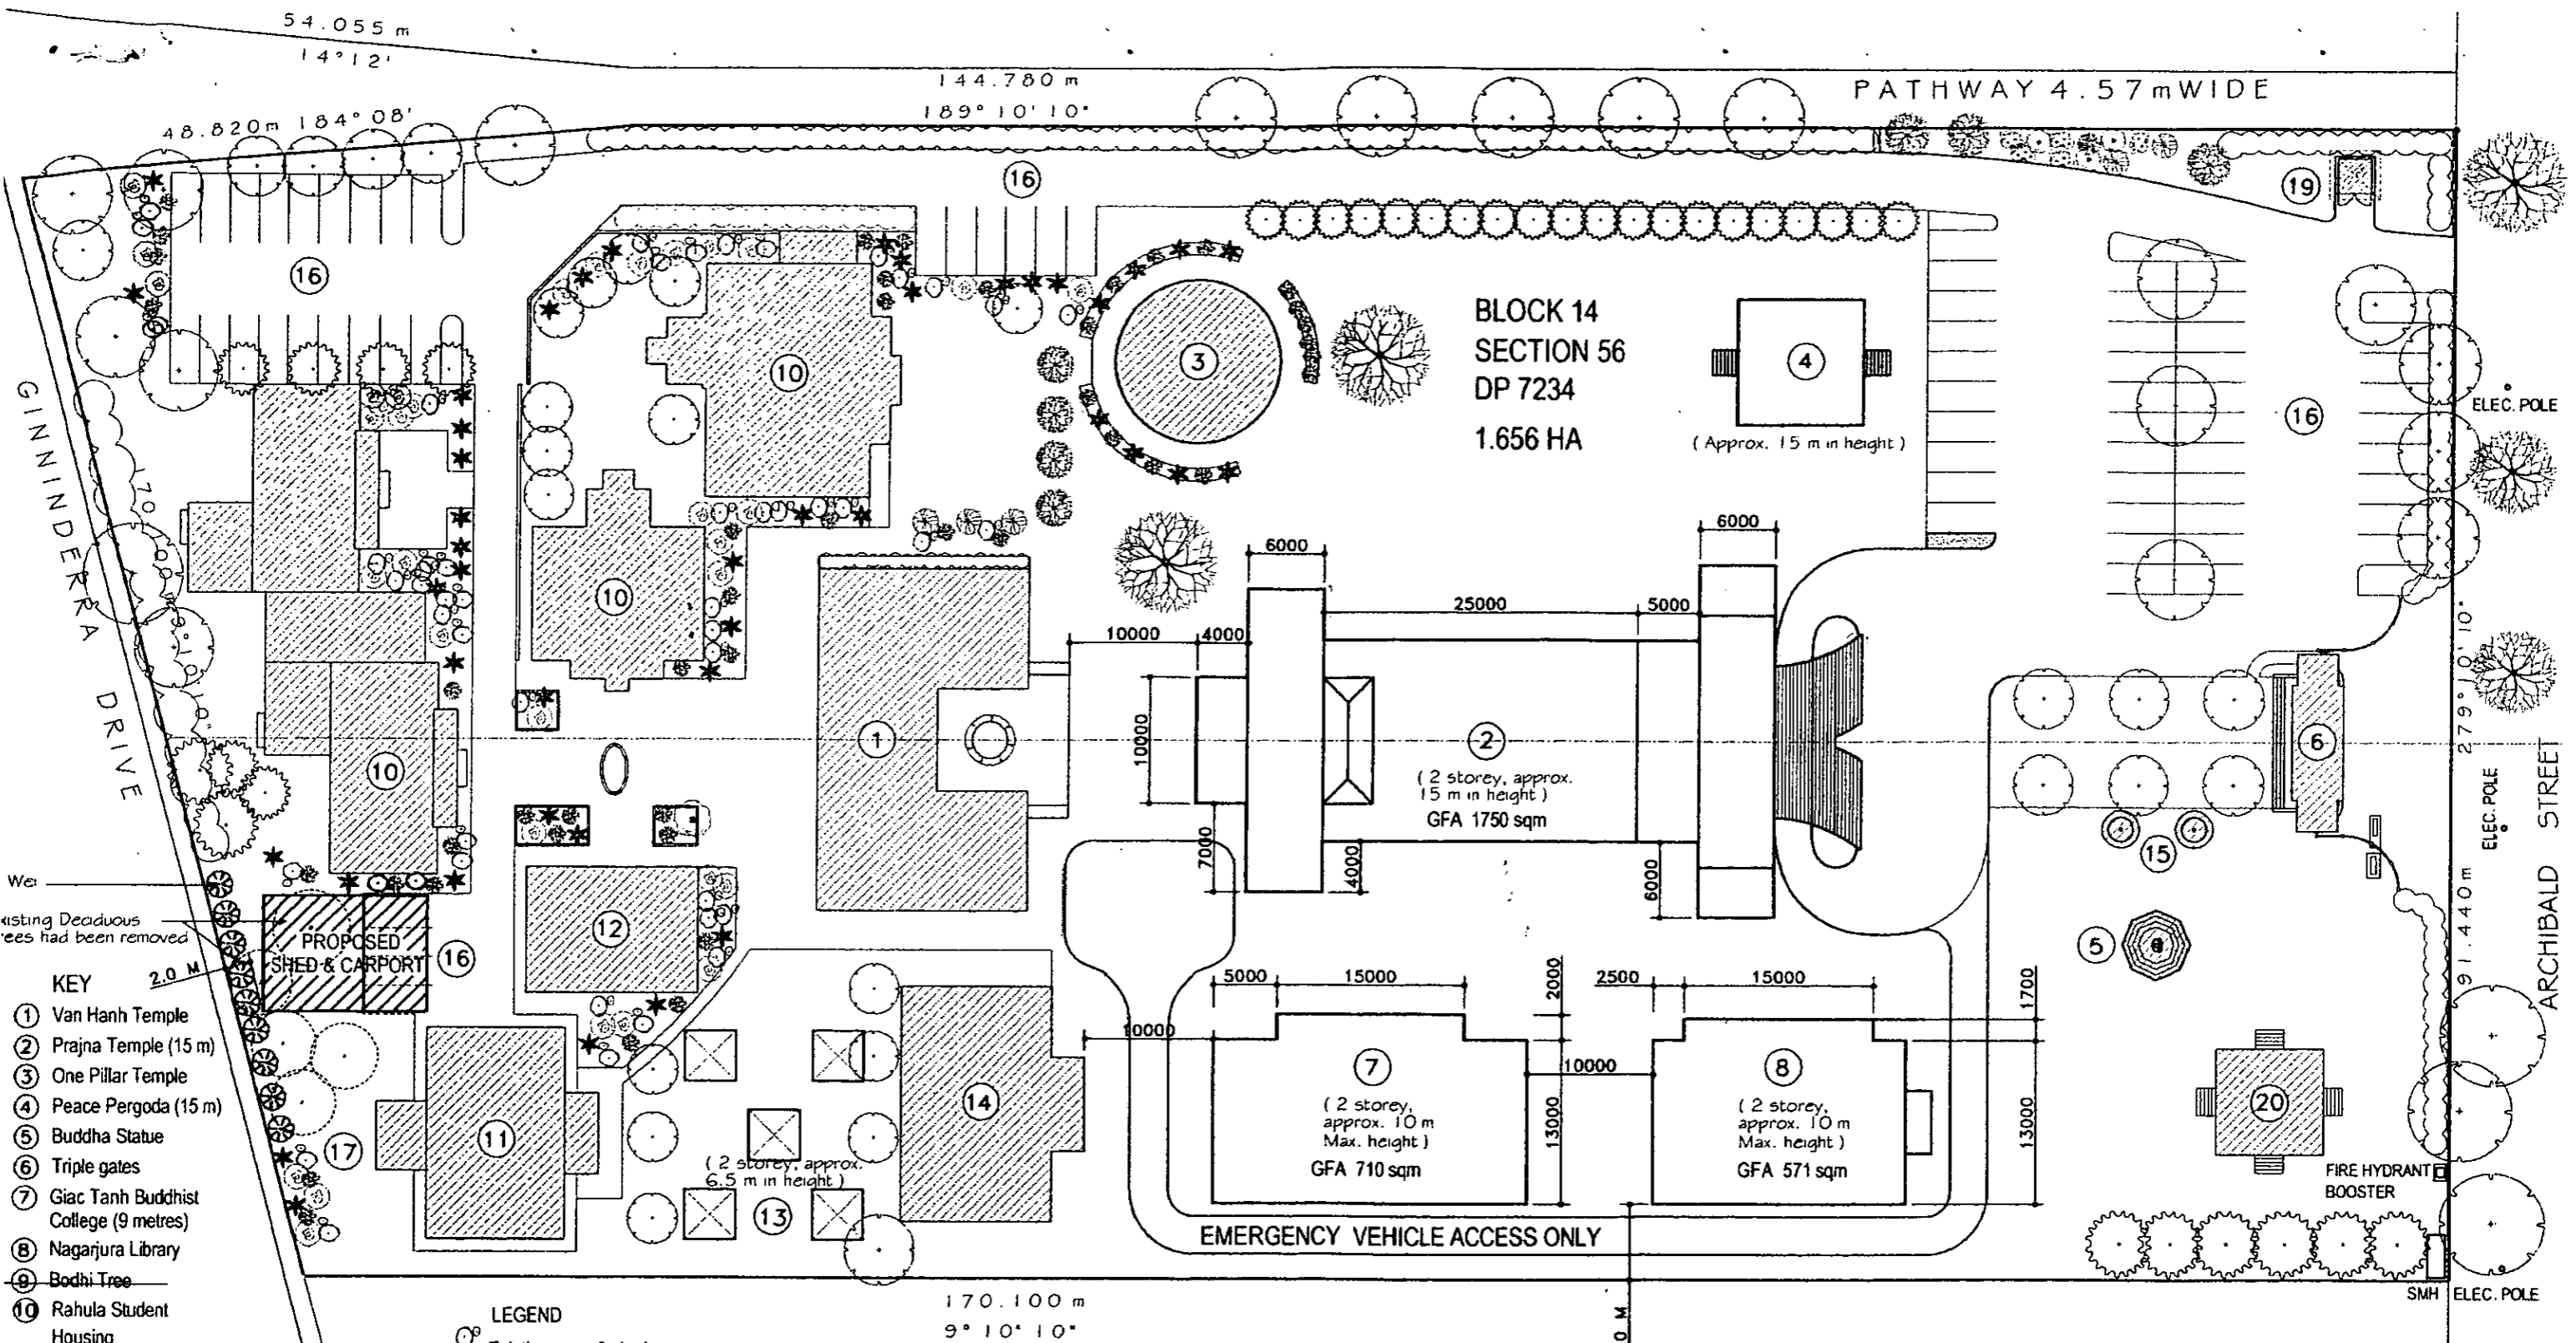 54.055 m
14°12'
144.780 m
189°10'10"
PATHWAY 4.57mWIDE
48.820m 184°08'
16
19
16
BLOCK 14
SECTION 56
DP 7234
1.656 HA
3
4
10
16
ELEC. POLE
(Approx. 15 m in height)
GINNINDERRA DRIVE
10
6000
6000
25000
5000
10000
4000
10000
1
2
(2 storey, approx.
15 m in height)
GFA 1750 sqm
7000
4000
6000
10
6
279°10'10"
91.440m
ELEC. POLE
ARCHIBALD STREET
15
12
5
PROPOSED
SHED & CARPORT
16
2.0 M
xisting Deciduous
rees had been removed
5000
15000
2000
2500
15000
1700
10000
7
(2 storey,
approx. 10 m
Max. height)
GFA 710 sqm
13000
10000
8
(2 storey,
approx. 10 m
Max. height)
GFA 571 sqm
13000
14
11
17
(2 storey, approx.
6.5 m in height)
13
20
FIRE HYDRANT
BOOSTER
EMERGENCY VEHICLE ACCESS ONLY
SMH
ELEC. POLE
170.100 m
9°10'10"
KEY
1 Van Hanh Temple
2 Prajna Temple (15 m)
3 One Pillar Temple
4 Peace Pergoda (15 m)
5 Buddha Statue
6 Triple gates
7 Giac Tanh Buddhist
College (9 metres)
8 Nagarjura Library
9 Bodhi Tree
10 Rahula Student
Housing
LEGEND
0 M